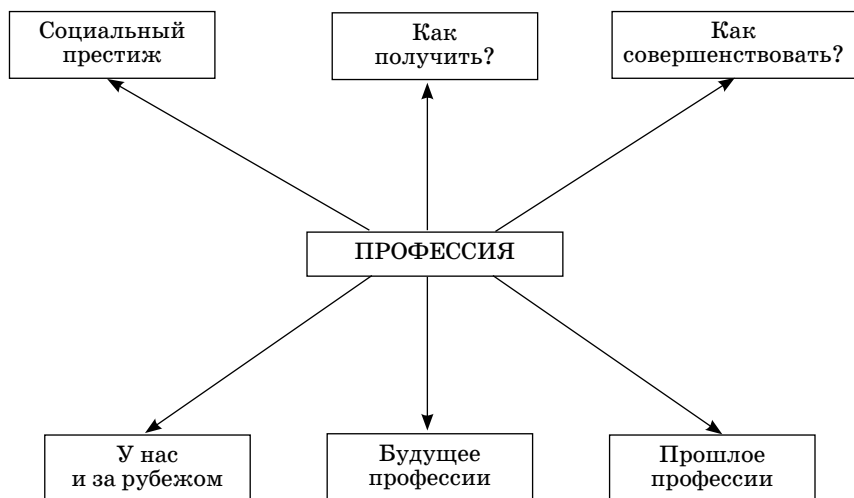 Социальный
престиж
Как
получить?
Как
совершенствовать?
ПРОФЕССИЯ
У нас
и за рубежом
Будущее
профессии
Прошлое
профессии